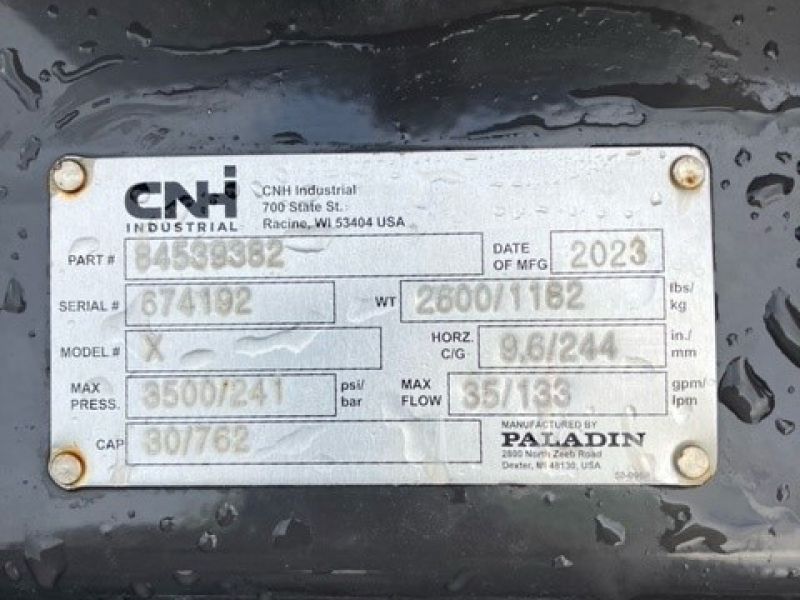 CNH
INDUSTRIAL
CNH Industrial
700 State St.
Racine, WI 53404 USA
PART # 84539382
DATE OF MFG 2023
SERIAL # 674192
WT 2600/1182 lbs/kg
MODEL # X
HORZ. C/G 9.6/244 in./mm
MAX PRESS. 3500/241 psi/bar
MAX FLOW 35/133 gpm/lpm
CAP 30/762
MANUFACTURED BY
PALADIN
2800 North Zeeb Road
Dexter, MI 48130, USA